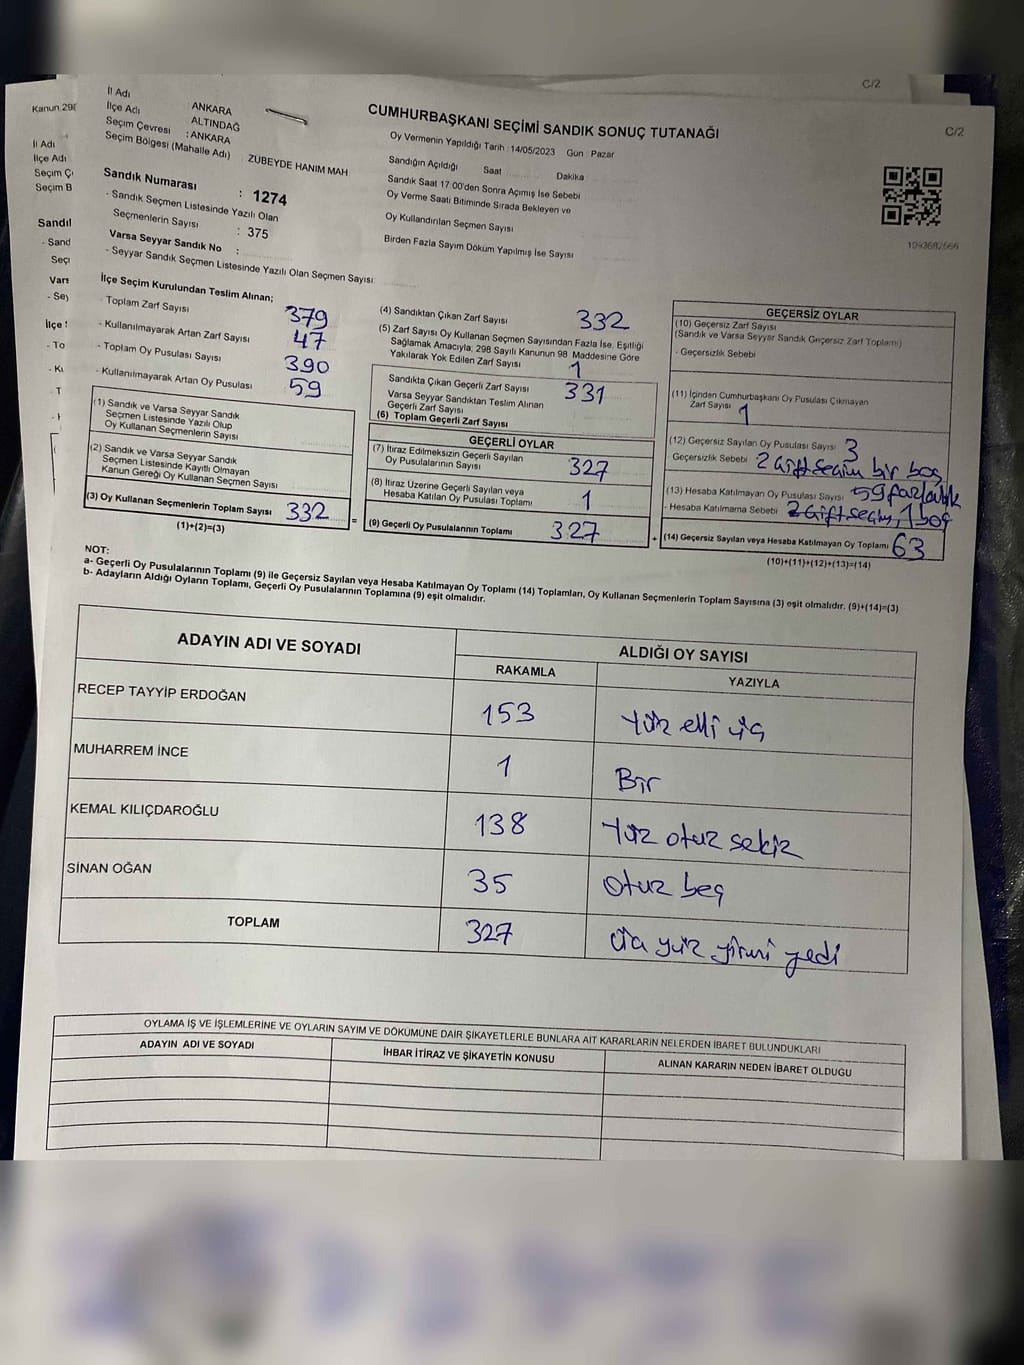 C/2
Kanun 298
İl Adı
İlçe Adı
Seçim Ç
Seçim B
Sandıl
- Sand
Seçı
Varı
- Sey
İlçe S
- To
- Kı
- To
- K
C/2
CUMHURBAŞKANI SEÇİMİ SANDIK SONUÇ TUTANAĞI
İl Adı
İlçe Adı ANKARA
Seçim Çevresi ALTINDAĞ
Seçim Bölgesi (Mahalle Adı) : ANKARA
ZÜBEYDE HANIM MAH
Sandık Numarası : 1274
- Sandık Seçmen Listesinde Yazılı Olan
Seçmenlerin Sayısı : 375
Varsa Seyyar Sandık No :
- Seyyar Sandık Seçmen Listesinde Yazılı Olan Seçmen Sayısı
Oy Vermenin Yapıldığı Tarih : 14/05/2023 Gün : Pazar
Sandığın Açıldığı Saat Dakika
Sandık Saat 17.00'den Sonra Açımış İse Sebebi
Oy Verme Saati Bitiminde Sırada Bekleyen ve
Oy Kullandırılan Seçmen Sayısı
Birden Fazla Sayım Döküm Yapılmış İse Sayısı
1093682566
İlçe Seçim Kurulundan Teslim Alınan;
- Toplam Zarf Sayısı 379
- Kullanılmayarak Artan Zarf Sayısı 47
- Toplam Oy Pusulası Sayısı 390
- Kullanılmayarak Artan Oy Pusulası 59
(1) Sandık ve Varsa Seyyar Sandık
Seçmen Listesinde Yazılı Olup
Oy Kullanan Seçmenlerin Sayısı
(2) Sandık ve Varsa Seyyar Sandık
Seçmen Listesinde Kayıtlı Olmayan
Kanun Gereği Oy Kullanan Seçmen Sayısı
(3) Oy Kullanan Seçmenlerin Toplam Sayısı 332 =
(1)+(2)=(3)
(4) Sandıktan Çıkan Zarf Sayısı 332
(5) Zarf Sayısı Oy Kullanan Seçmen Sayısından Fazla İse, Eşitliği
Sağlamak Amacıyla; 298 Sayılı Kanunun 98. Maddesine Göre
Yakılarak Yok Edilen Zarf Sayısı 1
Sandıkta Çıkan Geçerli Zarf Sayısı 331
Varsa Seyyar Sandıktan Teslim Alınan
Geçerli Zarf Sayısı
(6) Toplam Geçerli Zarf Sayısı
GEÇERLİ OYLAR
(7) İtiraz Edilmeksizin Geçerli Sayılan
Oy Pusulalarının Sayısı 327
(8) İtiraz Üzerine Geçerli Sayılan veya
Hesaba Katılan Oy Pusulası Toplamı 1
(9) Geçerli Oy Pusulalarının Toplamı 327 +
GEÇERSİZ OYLAR
(10) Geçersiz Zarf Sayısı
(Sandık ve Varsa Seyyar Sandık Geçersiz Zarf Toplamı)
- Geçersizlik Sebebi
(11) İçinden Cumhurbaşkanı Oy Pusulası Çıkmayan
Zarf Sayısı 1
(12) Geçersiz Sayılan Oy Pusulası Sayısı 3
Geçersizlik Sebebi 2 Çift seçim bir boş
(13) Hesaba Katılmayan Oy Pusulası Sayısı 59 fazlalık
- Hesaba Katılmama Sebebi 2 Çift seçim, 1 boş
(14) Geçersiz Sayılan veya Hesaba Katılmayan Oy Toplamı 63
(10)+(11)+(12)+(13)=(14)
NOT:
a- Geçerli Oy Pusulalarının Toplamı (9) ile Geçersiz Sayılan veya Hesaba Katılmayan Oy Toplamı (14) Toplamları, Oy Kullanan Seçmenlerin Toplam Sayısına (3) eşit olmalıdır. (9)+(14)=(3)
b- Adayların Aldığı Oyların Toplamı, Geçerli Oy Pusulalarının Toplamına (9) eşit olmalıdır.
ADAYIN ADI VE SOYADI ALDIĞI OY SAYISI
RAKAMLA YAZIYLA
RECEP TAYYİP ERDOĞAN 153 Yüz elli üç
MUHARREM İNCE 1 Bir
KEMAL KILIÇDAROĞLU 138 Yüz otuz sekiz
SİNAN OĞAN 35 Otuz beş
TOPLAM 327 Üç yüz yirmi yedi
OYLAMA İŞ VE İŞLEMLERİNE VE OYLARIN SAYIM VE DÖKÜMÜNE DAİR ŞİKAYETLERLE BUNLARA AİT KARARLARIN NELERDEN İBARET BULUNDUKLARI
ADAYIN ADI VE SOYADI İHBAR İTİRAZ VE ŞİKAYETİN KONUSU ALINAN KARARIN NEDEN İBARET OLDUĞU